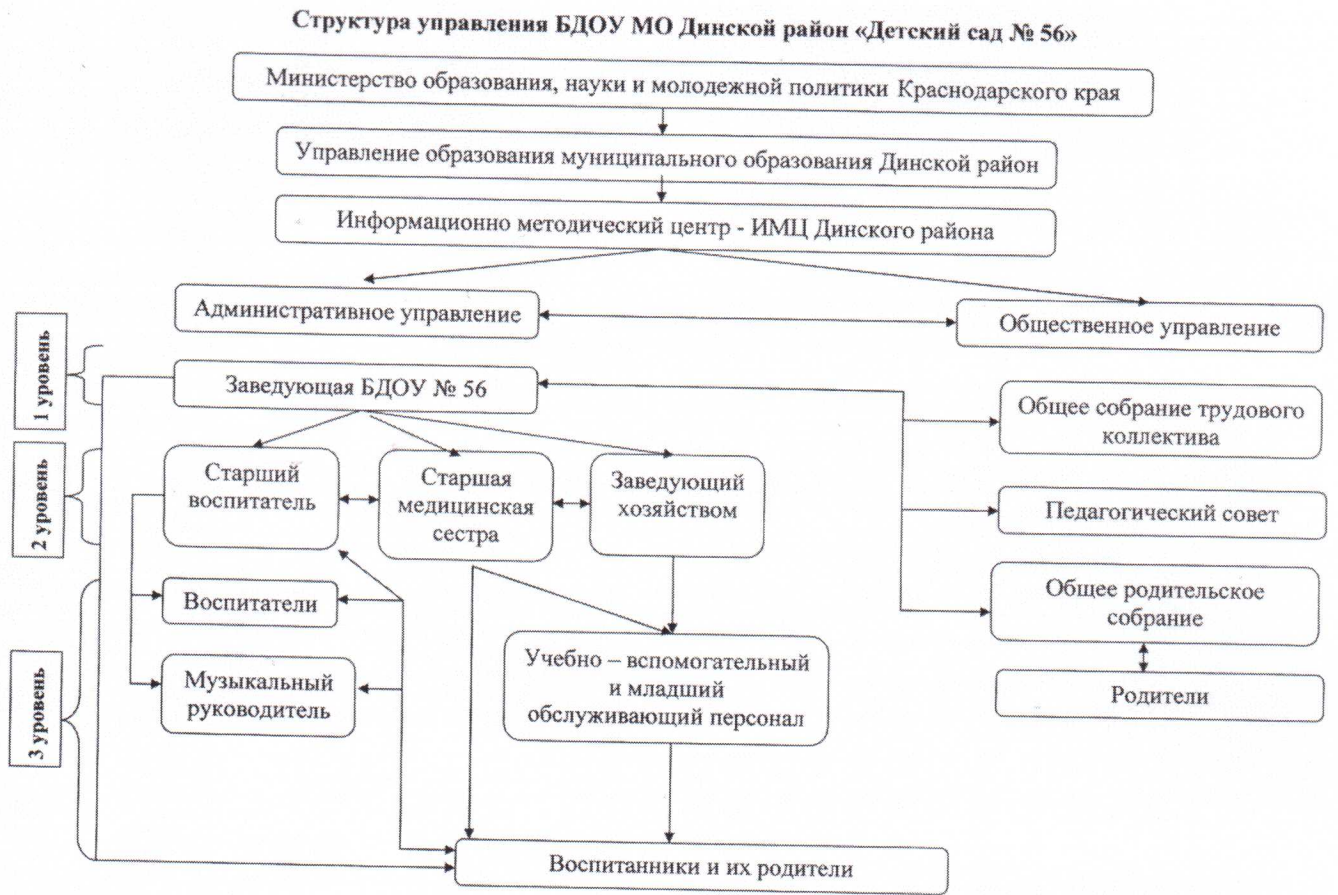 Структура управления БДОУ МО Динской район «Детский сад № 56»
Министерство образования, науки и молодежной политики Краснодарского края
Управление образования муниципального образования Динской район
Информационно методический центр - ИМЦ Динского района
Административное управление
Общественное управление
1 уровень
Заведующая БДОУ № 56
Общее собрание трудового
коллектива
2 уровень
Старший
воспитатель
Старшая
медицинская
сестра
Заведующий
хозяйством
Педагогический совет
Воспитатели
Общее родительское
собрание
3 уровень
Музыкальный
руководитель
Учебно – вспомогательный
и младший
обслуживающий персонал
Родители
Воспитанники и их родители